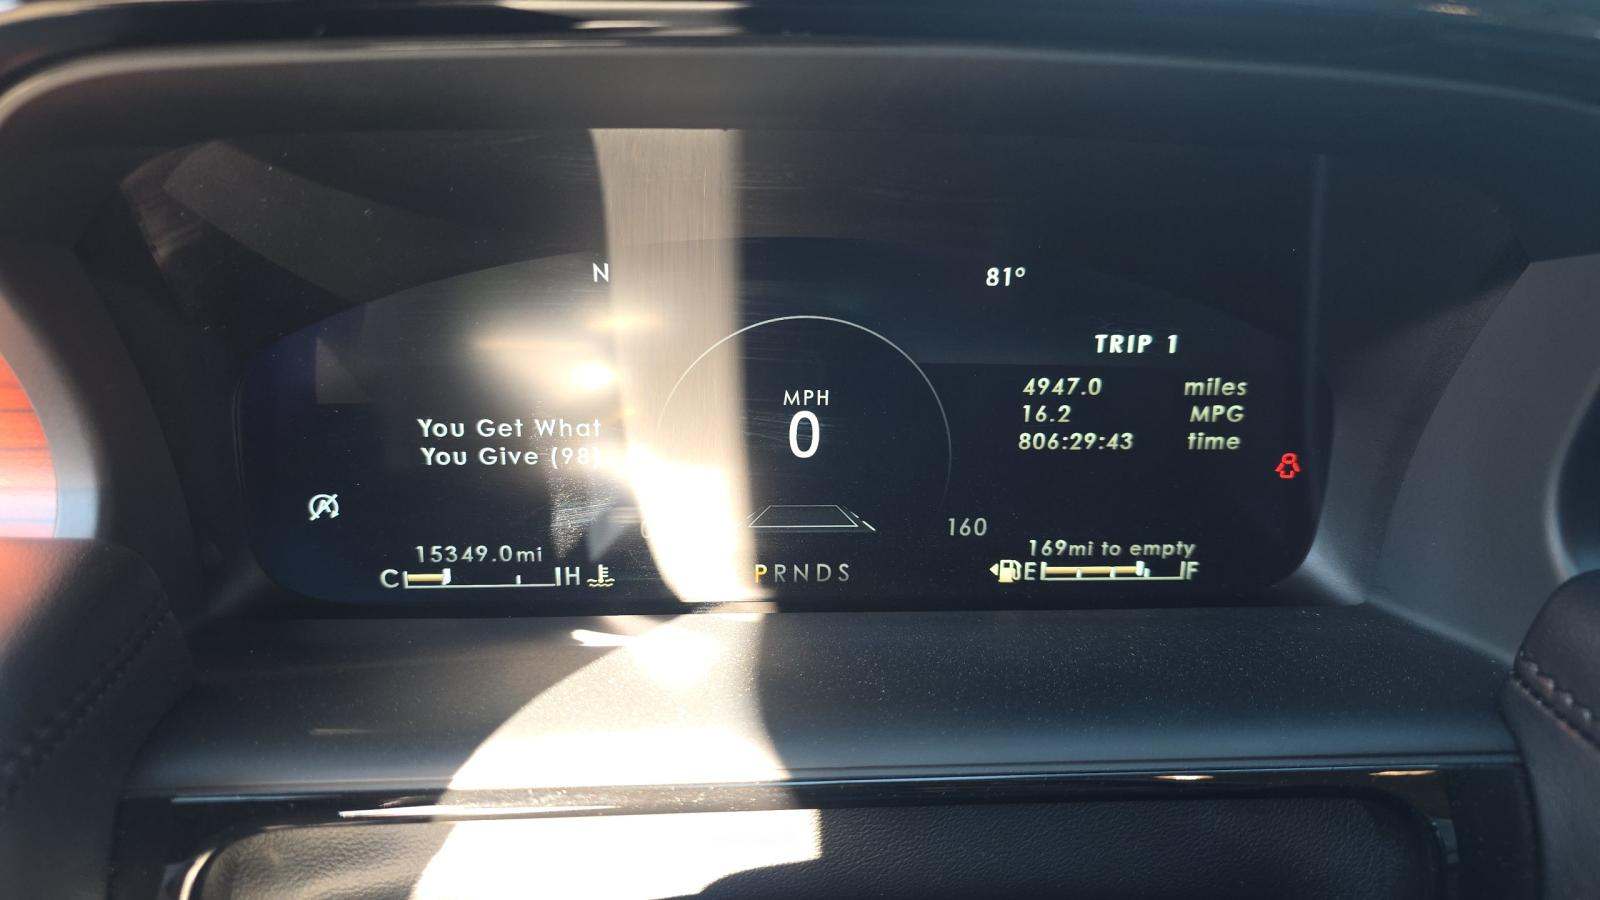 N
81°
TRIP 1
4947.0 miles
16.2 MPG
806:29:43 time
MPH
0
You Get What
You Give (98)
160
15349.0mi
C H
PRNDS
169mi to empty
E F